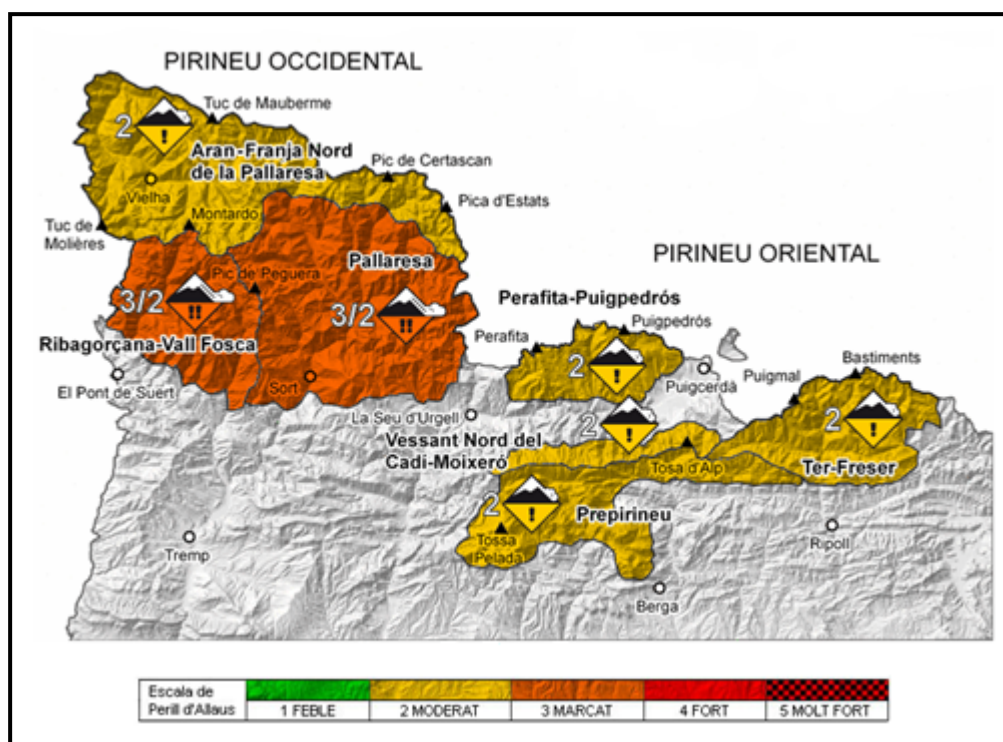 PIRINEU OCCIDENTAL
Tuc de Mauberme
2
!
Aran-Franja Nord
de la Pallaresa
Pic de Certascan
Vielha
Pica d'Estats
Montardo
Tuc de
Molières
Pallaresa
PIRINEU ORIENTAL
Pic de Peguera
3/2
!!
3/2
!!
Perafita-Puigpedrós
Puigpedrós
Perafita
Ribagorçana-Vall Fosca
2
!
Bastiments
El Pont de Suert
Sort
Puigcerdà
Puigmal
La Seu d'Urgell
2
!
2
!
Vessant Nord del
Cadí-Moixeró
Tosa d'Alp
Ter-Freser
2
!
Prepirineu
Tossa
Pelada
Tremp
Ripoll
Berga
Escala de
Perill d'Allaus
1 FEBLE
2 MODERAT
3 MARCAT
4 FORT
5 MOLT FORT